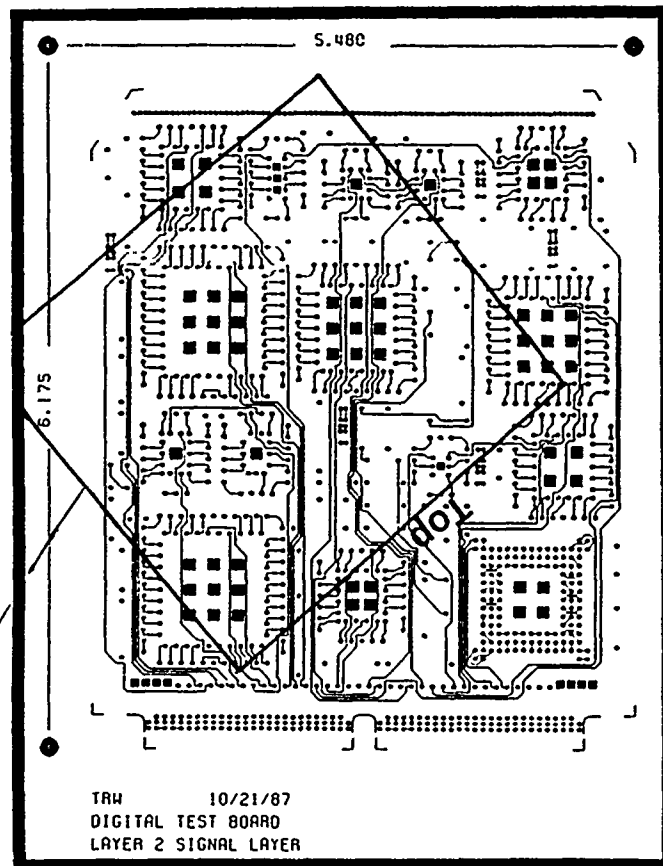 5.480
6.175
Top
TRW 10/21/87
DIGITAL TEST BOARD
LAYER 2 SIGNAL LAYER